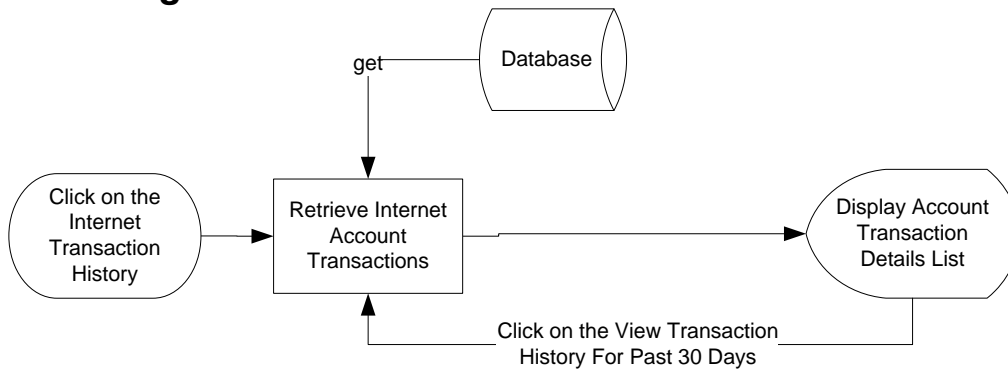 Database
get
Click on the
Internet
Transaction
History
Retrieve Internet
Account
Transactions
Display Account
Transaction
Details List
Click on the View Transaction
History For Past 30 Days